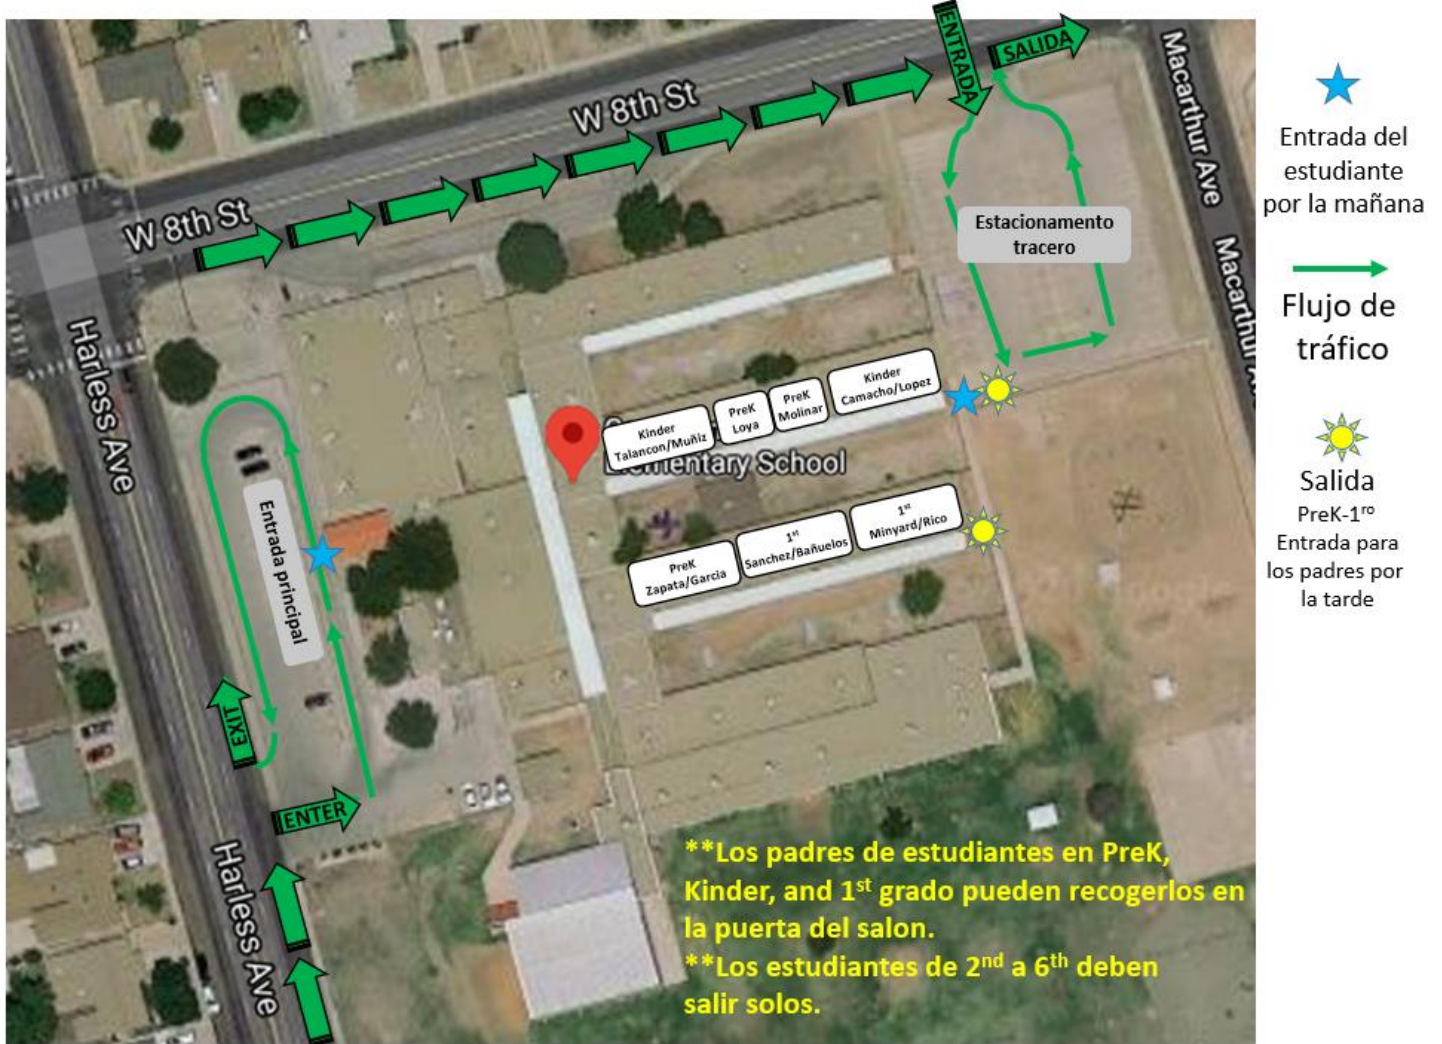 ENTRADA
SALIDA
W 8th St
W 8th St
Macarthur Ave
Macarthur
Harless Ave
Harless Ave
Estacionamento
tracero
Kinder
Talancon/Muñiz
PreK
Loya
PreK
Molinar
Kinder
Camacho/Lopez
Elementary School
PreK
Zapata/Garcia
1st
Sanchez/Bañuelos
1st
Minyard/Rico
Entrada principal
EXIT
ENTER
**Los padres de estudiantes en PreK,
Kinder, and 1st grado pueden recogerlos en
la puerta del salon.
**Los estudiantes de 2nd a 6th deben
salir solos.
Entrada del
estudiante
por la mañana
Flujo de
tráfico
Salida
PreK-1ro
Entrada para
los padres por
la tarde